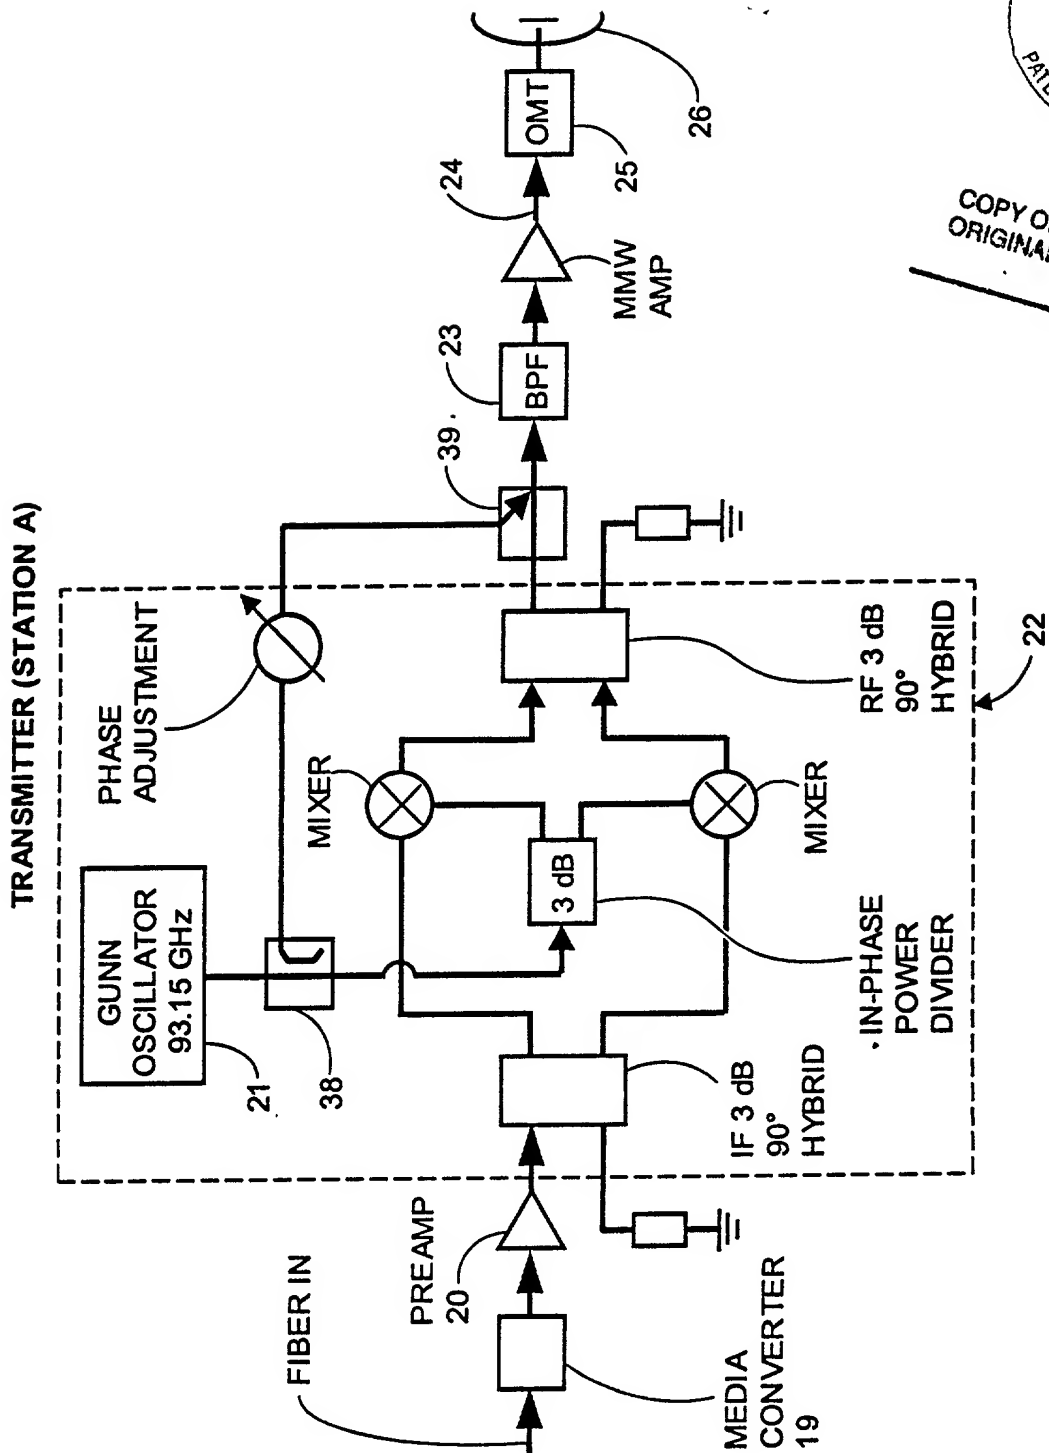 TRANSMITTER (STATION A)
GUNN
OSCILLATOR
93.15 GHz
21
38
PHASE
ADJUSTMENT
FIBER IN
MEDIA
CONVERTER
19
PREAMP
20
IF 3 dB
90°
HYBRID
3 dB
IN-PHASE
POWER
DIVIDER
MIXER
MIXER
RF 3 dB
90°
HYBRID
22
39
23
BPF
MMW
AMP
24
OMT
25
26
COPY